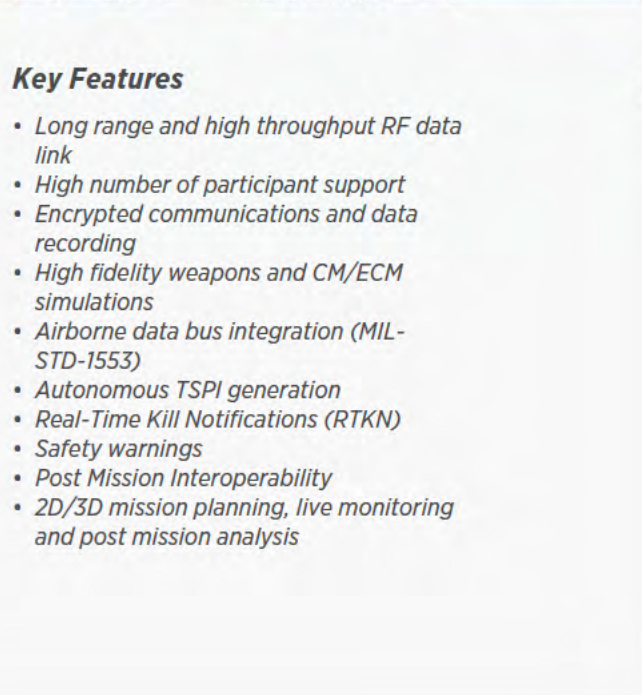 Key Features
• Long range and high throughput RF data
link
• High number of participant support
• Encrypted communications and data
recording
• High fidelity weapons and CM/ECM
simulations
• Airborne data bus integration (MIL-
STD-1553)
• Autonomous TSPI generation
• Real-Time Kill Notifications (RTKN)
• Safety warnings
• Post Mission Interoperability
• 2D/3D mission planning, live monitoring
and post mission analysis